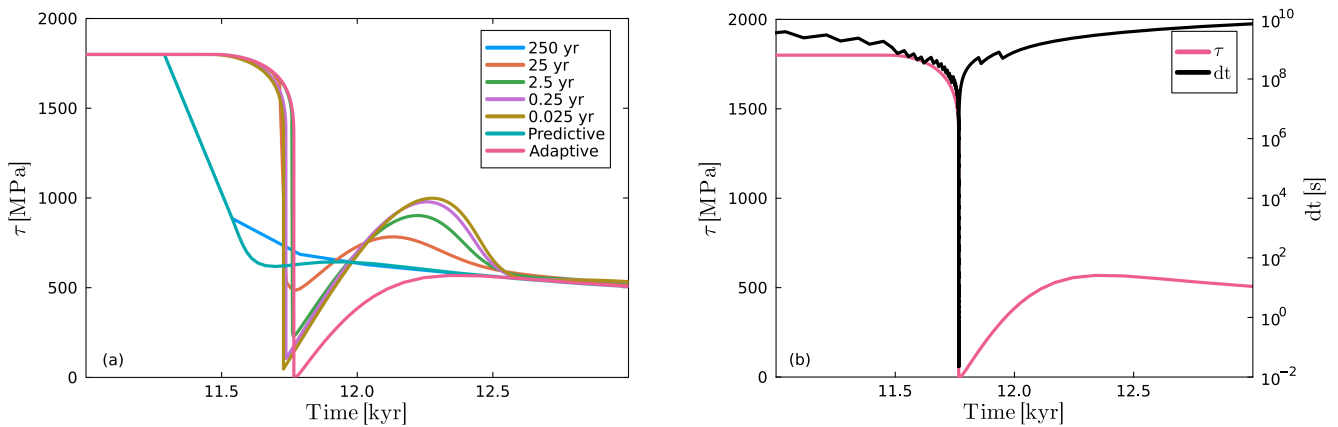 2000
1500
1000
500
0
τ [MPa]
250 yr
25 yr
2.5 yr
0.25 yr
0.025 yr
Predictive
Adaptive
(a)
11.5
12.0
12.5
Time [kyr]
2000
1500
1000
500
0
τ [MPa]
τ
dt
(b)
11.5
12.0
12.5
Time [kyr]
10^10
10^8
10^6
10^4
10^2
10^0
10^-2
dt [s]